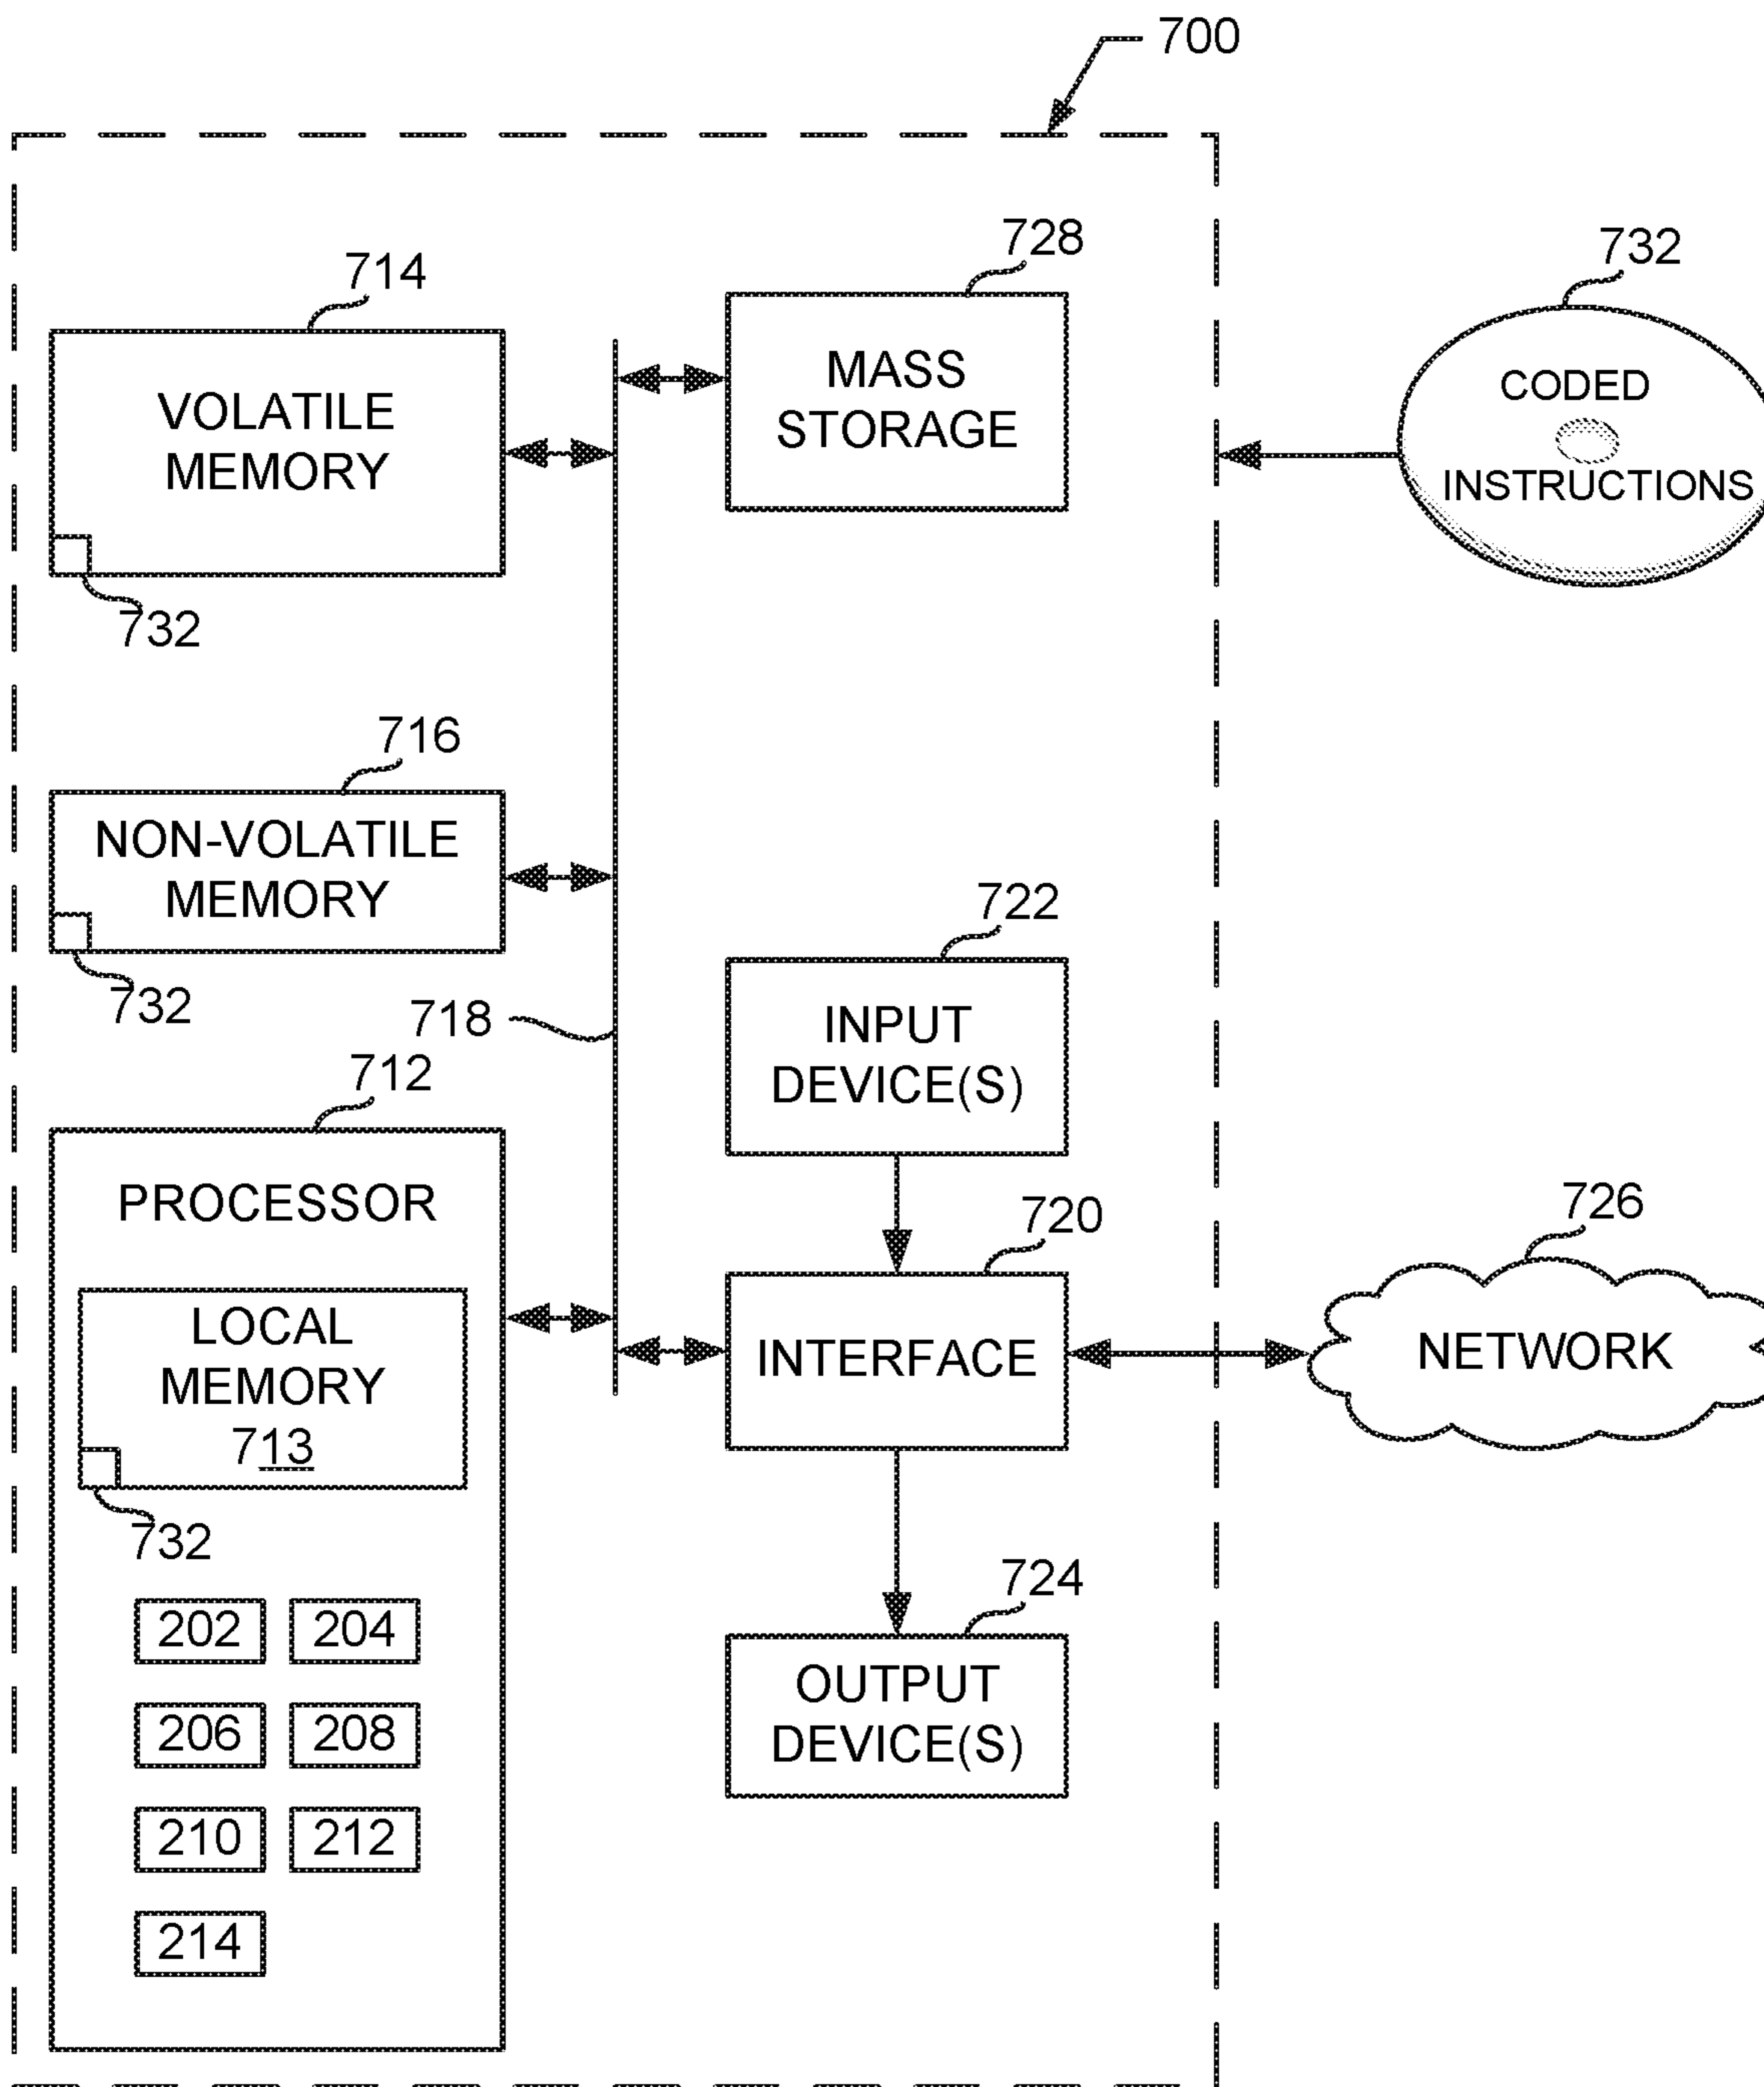 700
714
VOLATILE
MEMORY
732
728
MASS
STORAGE
732
CODED
INSTRUCTIONS
716
NON-VOLATILE
MEMORY
732
718
722
INPUT
DEVICE(S)
712
PROCESSOR
LOCAL
MEMORY
713
732
202 204
206 208
210 212
214
720
INTERFACE
726
NETWORK
724
OUTPUT
DEVICE(S)